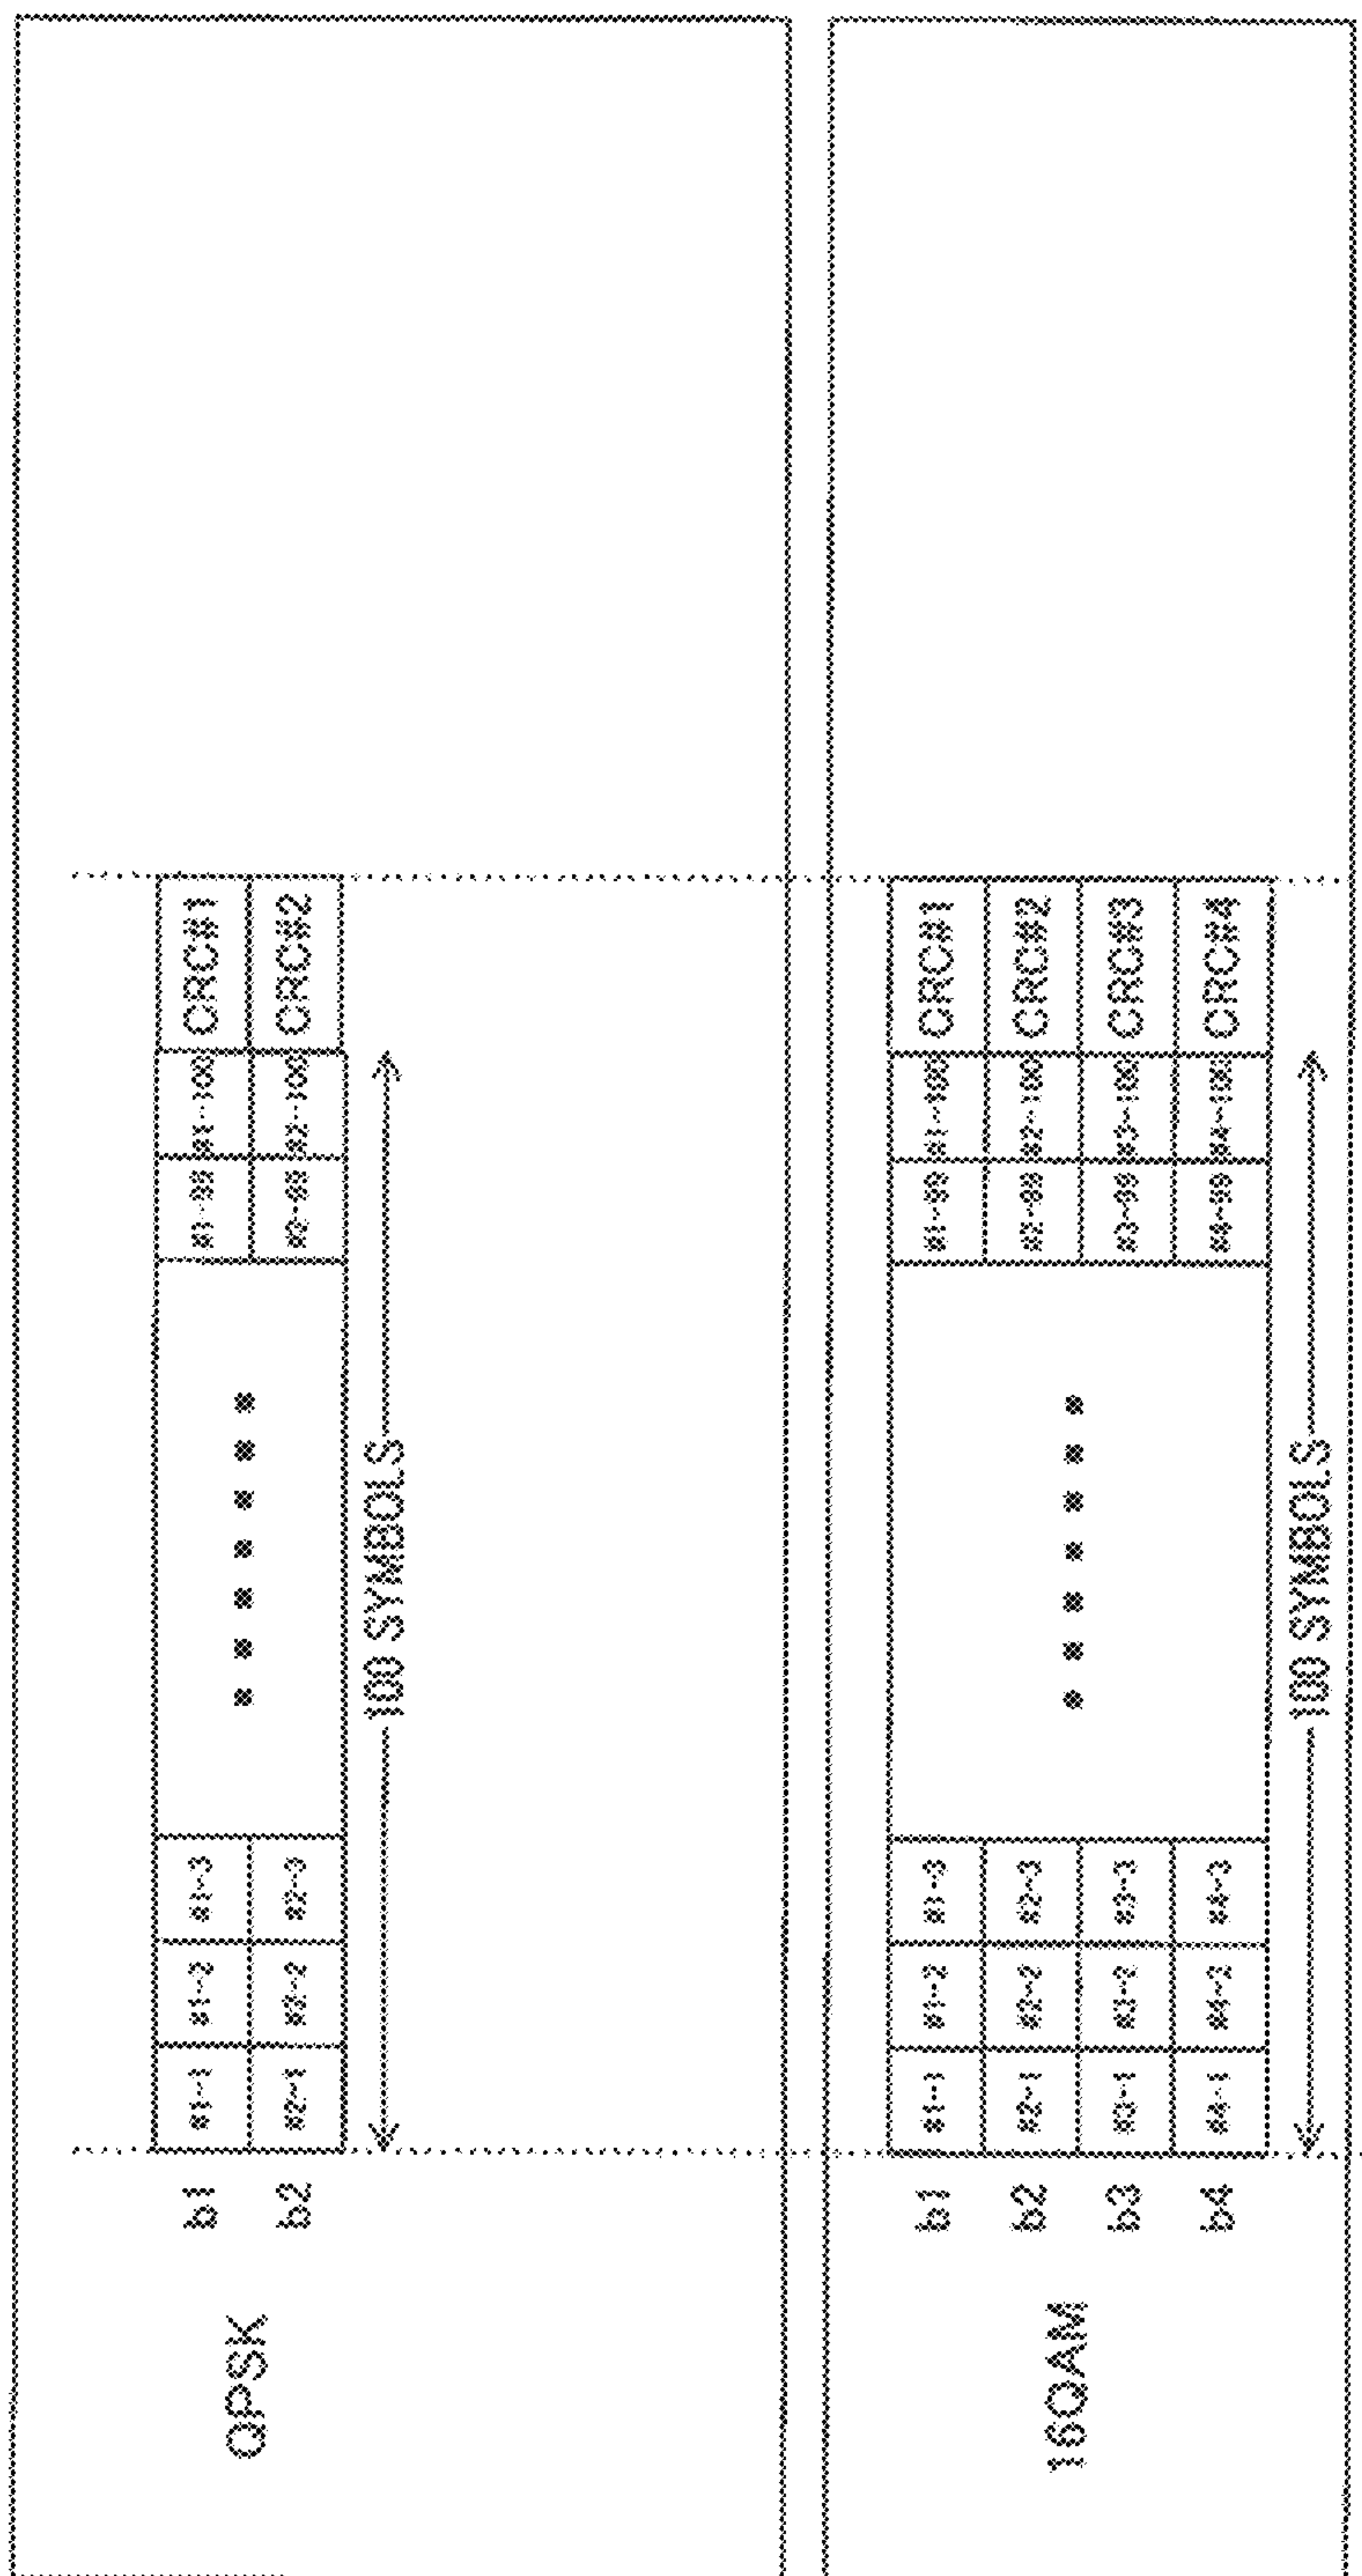 QPSK
b1 #1-1 #1-2 #1-3 #1-99 #1-100 CRC#1
b2 #2-1 #2-2 #2-3 #2-99 #2-100 CRC#2
100 SYMBOLS
16QAM
b1 #1-1 #1-2 #1-3 #1-99 #1-100 CRC#1
b2 #2-1 #2-2 #2-3 #2-99 #2-100 CRC#2
b3 #3-1 #3-2 #3-3 #3-99 #3-100 CRC#3
b4 #4-1 #4-2 #4-3 #4-99 #4-100 CRC#4
100 SYMBOLS